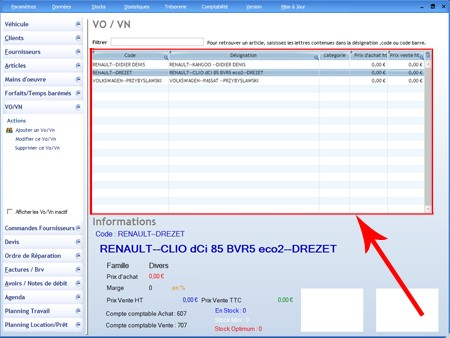 Paramètres Données Stocks Statistiques Trésorerie Comptabilité Version Mise à Jour
Véhicule
Clients
Fournisseurs
Articles
Mains d'oeuvre
Forfaits/Temps barémés
VO/VN
Actions
Ajouter un Vo/Vn
Modifier ce Vo/Vn
Supprimer ce Vo/Vn
Afficher les Vo/Vn inactif
Commandes Fournisseurs
Devis
Ordre de Réparation
Factures / Brv
Avoirs / Notes de débit
Agenda
Planning Travail
Planning Location/Prêt
VO / VN
Filtrer Pour retrouver un article, saisissez les lettres contenues dans la désignation ,code ou code barre.
Code Désignation categorie Prix d'achat ht Prix vente ht
RENAULT--DIDIER DENIS RENAULT--KANGOO --DIDIER DENIS 0,00 € 0,00 €
RENAULT--DREZET RENAULT--CLIO dCi 85 BVR5 eco2--DREZET 0,00 € 0,00 €
VOLKSWAGEN--PRZYBYSLAWSKI VOLKSWAGEN--PASSAT --PRZYBYSLAWSKI 0,00 € 0,00 €
Informations
Code : RENAULT--DREZET
RENAULT--CLIO dCi 85 BVR5 eco2--DREZET
Famille Divers
Prix d'achat 0,00 €
Marge 0 en %
Prix Vente HT 0,00 € Prix Vente TTC 0,00 €
Compte comptable Achat : 607 En Stock : 0
Stock Mini : 0
Compte comptable Vente : 707 Stock Optimum : 0